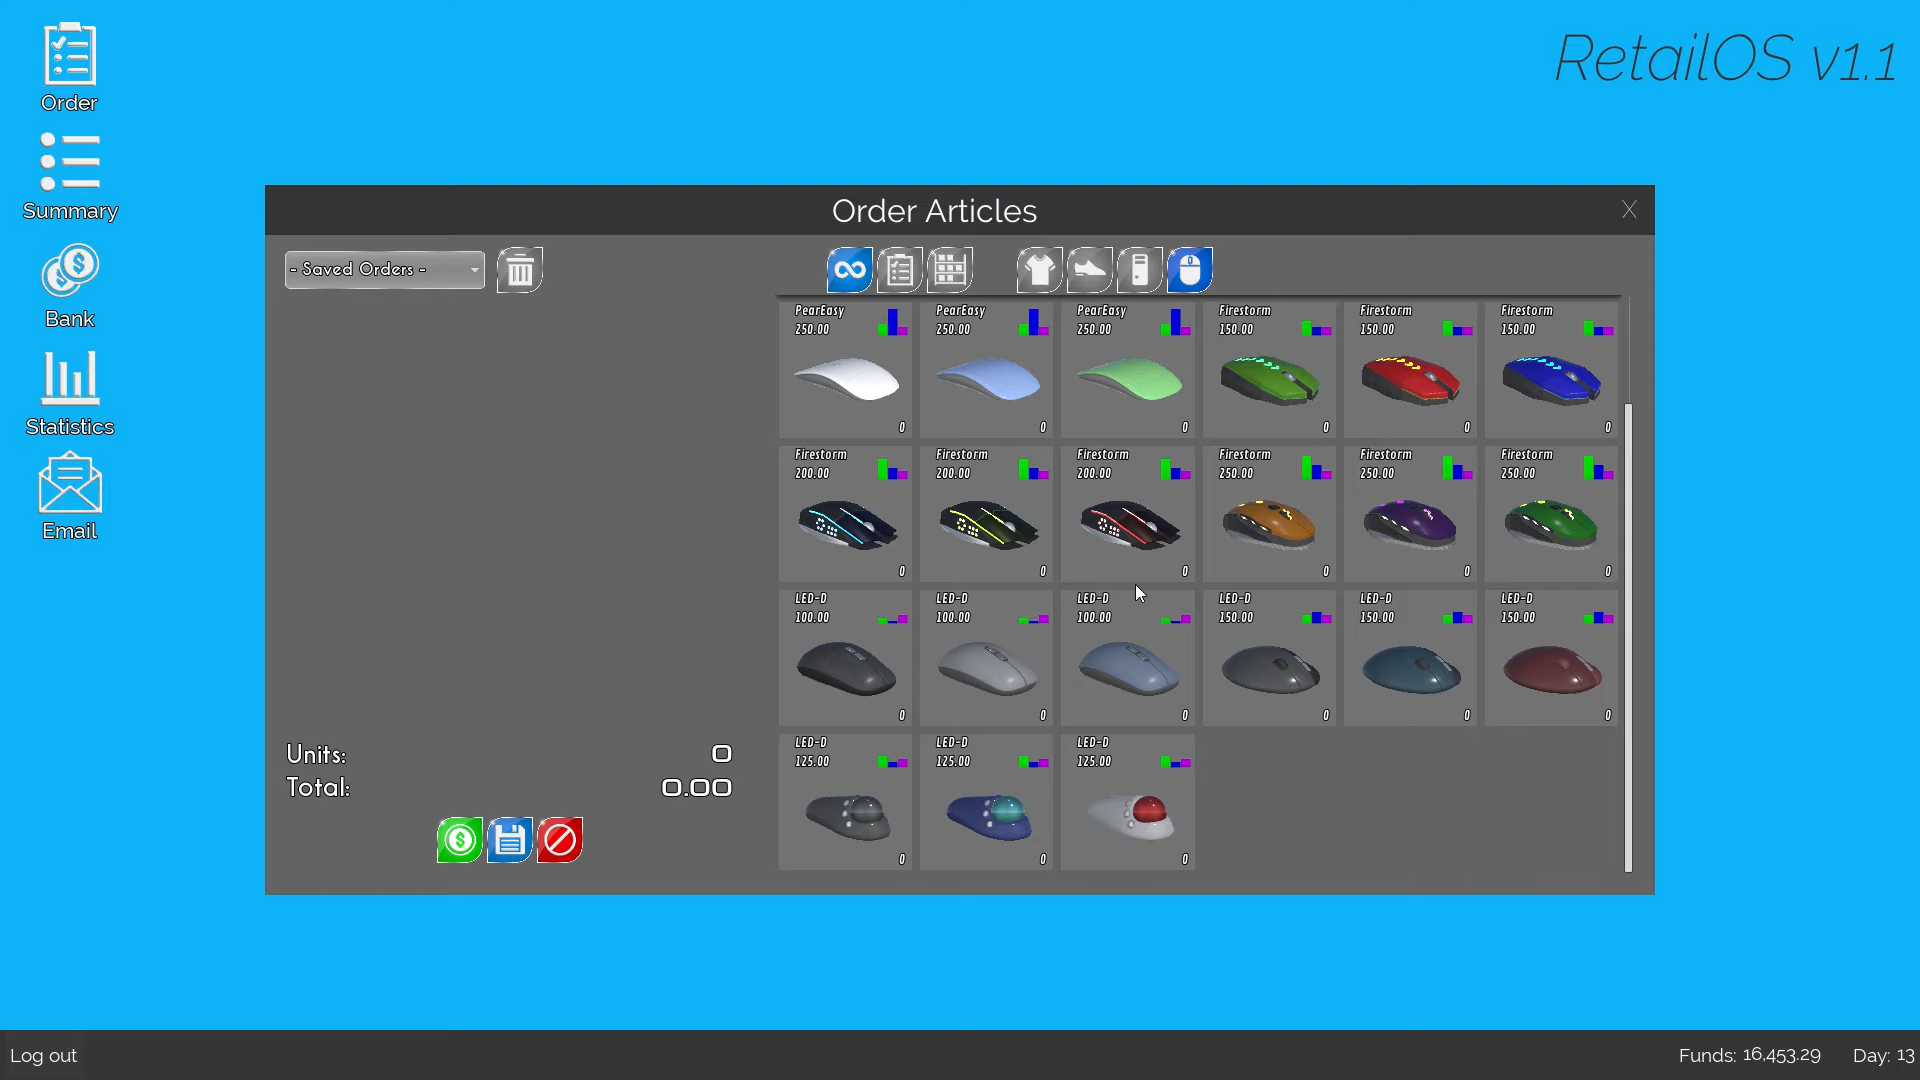 RetailOS v1.1
Order
Summary
Bank
Statistics
Email
Order Articles
X
- Saved Orders -
PearEasy
250.00
0
PearEasy
250.00
0
PearEasy
250.00
0
Firestorm
150.00
0
Firestorm
150.00
0
Firestorm
150.00
0
Firestorm
200.00
0
Firestorm
200.00
0
Firestorm
200.00
0
Firestorm
250.00
0
Firestorm
250.00
0
Firestorm
250.00
0
LED-D
100.00
0
LED-D
100.00
0
LED-D
100.00
0
LED-D
150.00
0
LED-D
150.00
0
LED-D
150.00
0
LED-D
125.00
0
LED-D
125.00
0
LED-D
125.00
0
Units: 0
Total: 0.00
Log out
Funds: 16,453.29 Day: 13